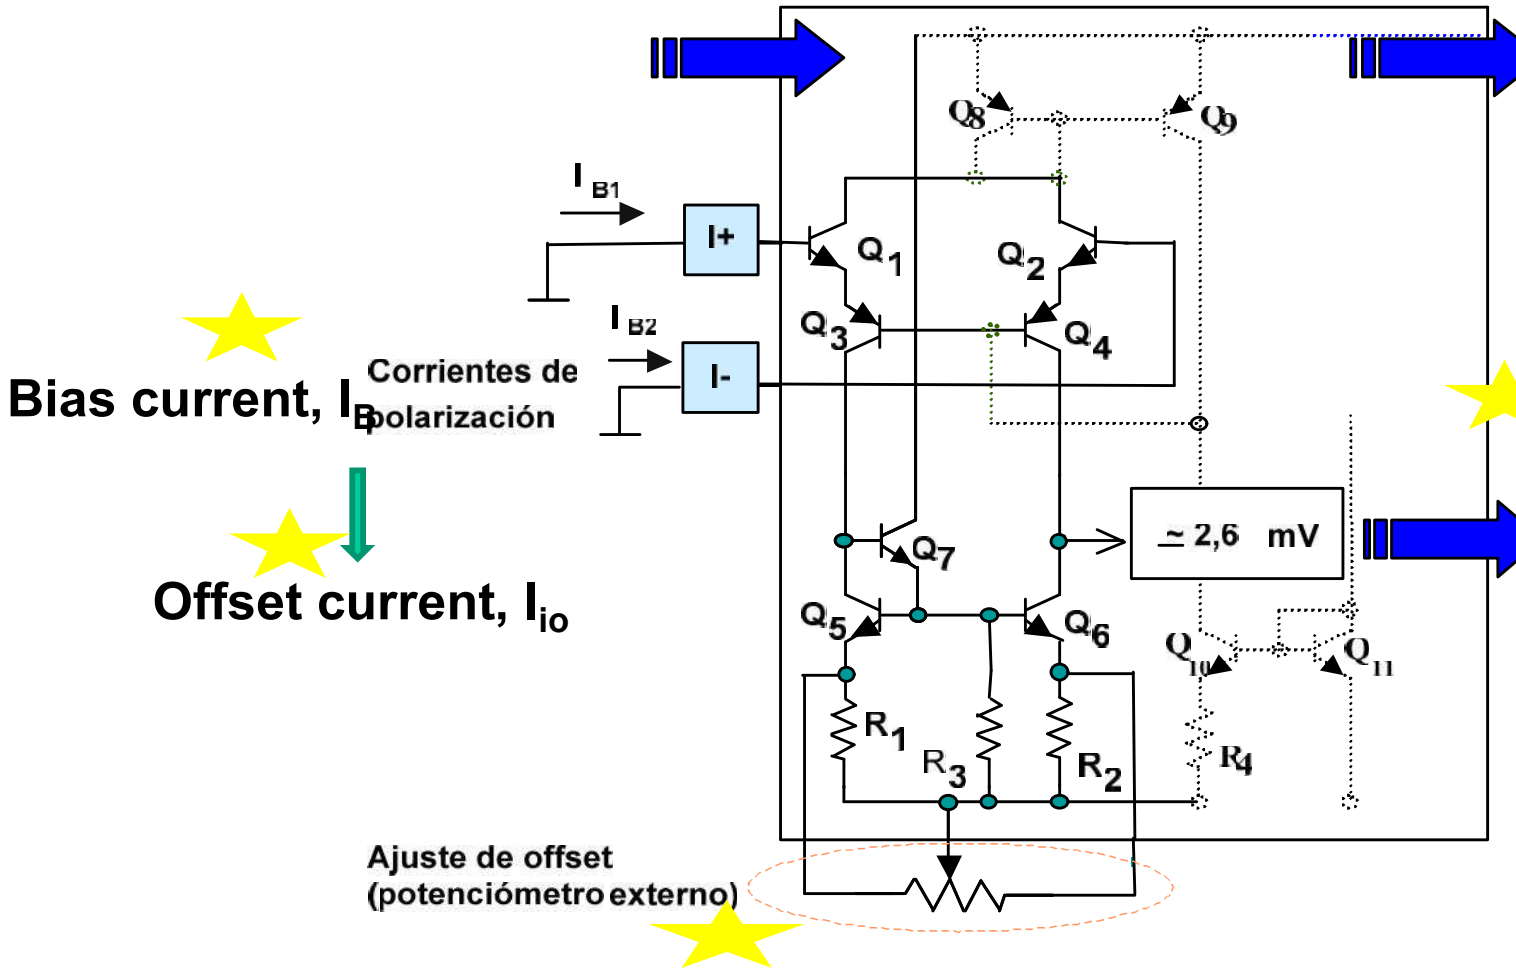 Q8
Q9
I B1
I+
Q1
Q2
I B2
Q3
Q4
I-
Corrientes de
polarización
Bias current, IB
~ 2,6 mV
Q7
Offset current, Iio
Q5
Q6
Q10
Q11
R1
R3
R2
R4
Ajuste de offset
(potenciómetro externo)